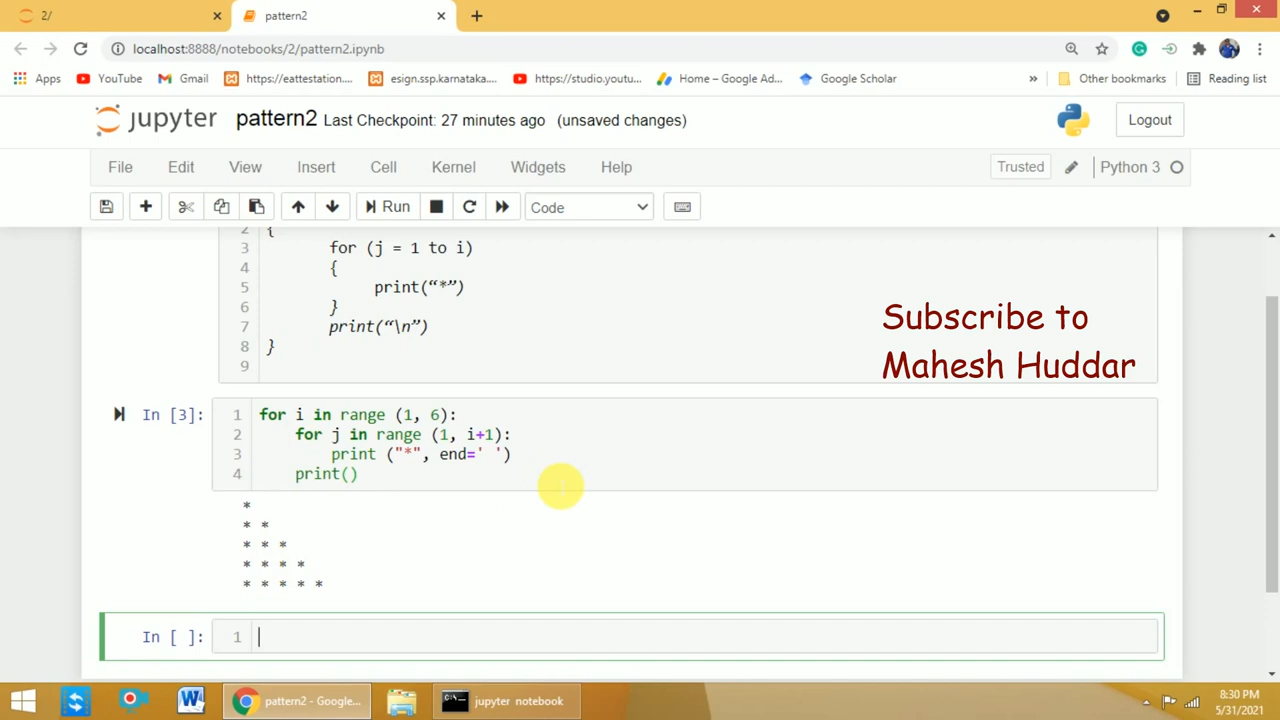 2/
pattern2
localhost:8888/notebooks/2/pattern2.ipynb
Apps
YouTube
Gmail
https://eattestation....
esign.ssp.karnataka....
https://studio.youtu...
Home – Google Ad...
Google Scholar
»
Other bookmarks
Reading list
jupyter
pattern2 Last Checkpoint: 27 minutes ago (unsaved changes)
Logout
File
Edit
View
Insert
Cell
Kernel
Widgets
Help
Trusted
Python 3
Run
Code
2 {
3 for (j = 1 to i)
4 {
5 print(“*”)
6 }
7 print(“\n”)
8 }
9
Subscribe to
Mahesh Huddar
In [3]:
1 for i in range (1, 6):
2 for j in range (1, i+1):
3 print ("*", end=' ')
4 print()
*
* *
* * *
* * * *
* * * * *
In [ ]:
1
pattern2 - Google...
jupyter notebook
8:30 PM
5/31/2021